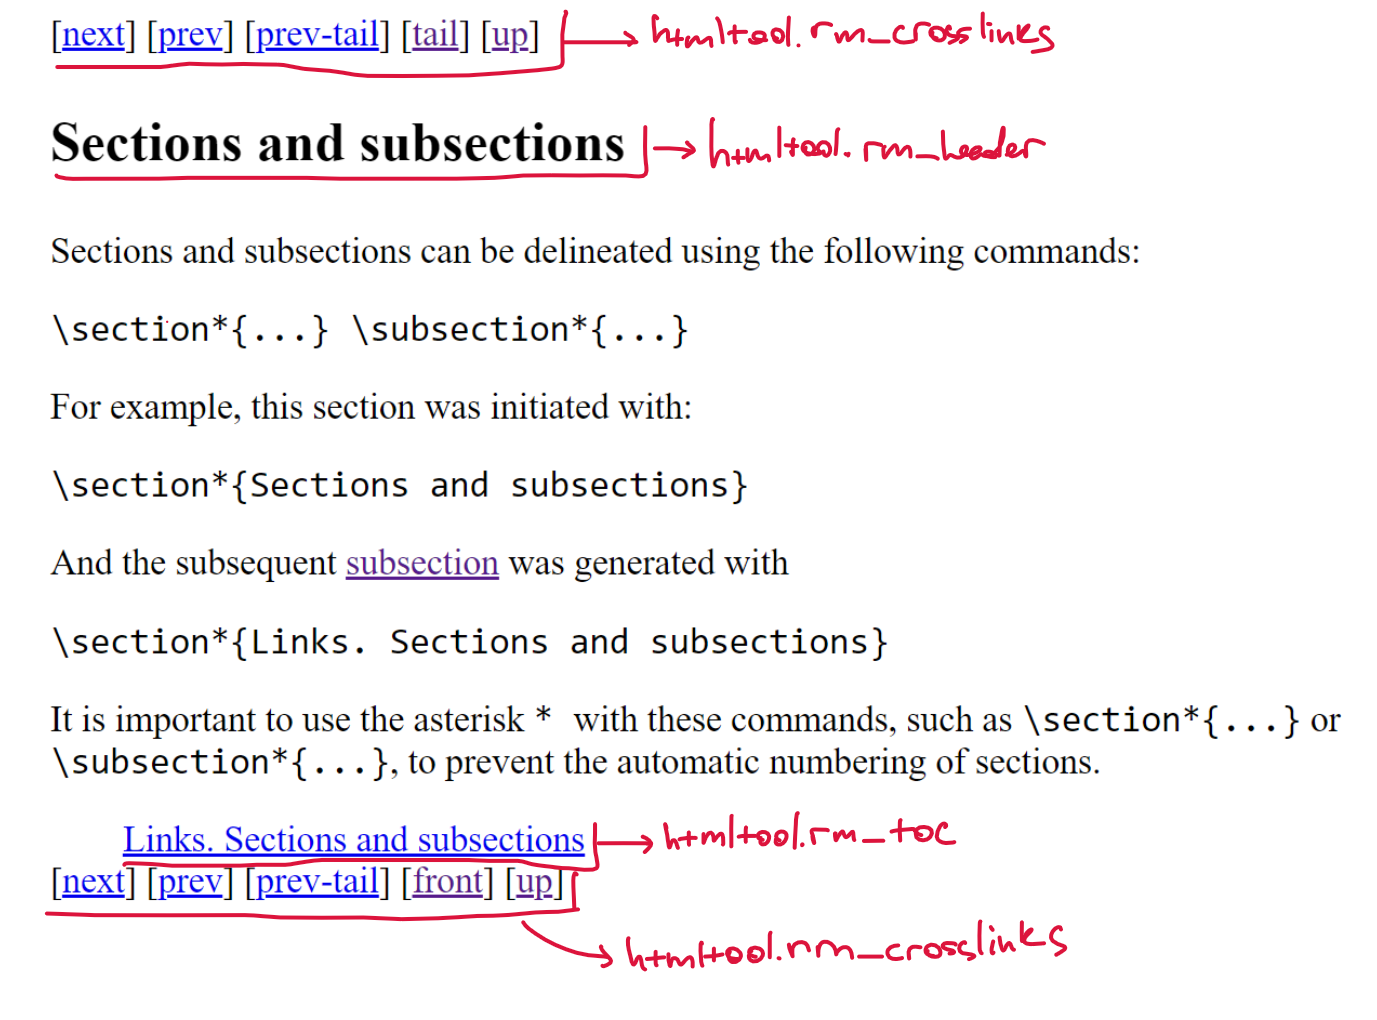 [next] [prev] [prev-tail] [tail] [up] htmltool.rm_crosslinks
Sections and subsections htmltool.rm_header
Sections and subsections can be delineated using the following commands:
\section*{...} \subsection*{...}
For example, this section was initiated with:
\section*{Sections and subsections}
And the subsequent subsection was generated with
\section*{Links. Sections and subsections}
It is important to use the asterisk * with these commands, such as \section*{...} or
\subsection*{...}, to prevent the automatic numbering of sections.
Links. Sections and subsections htmltool.rm_toc
[next] [prev] [prev-tail] [front] [up]
htmltool.rm_crosslinks